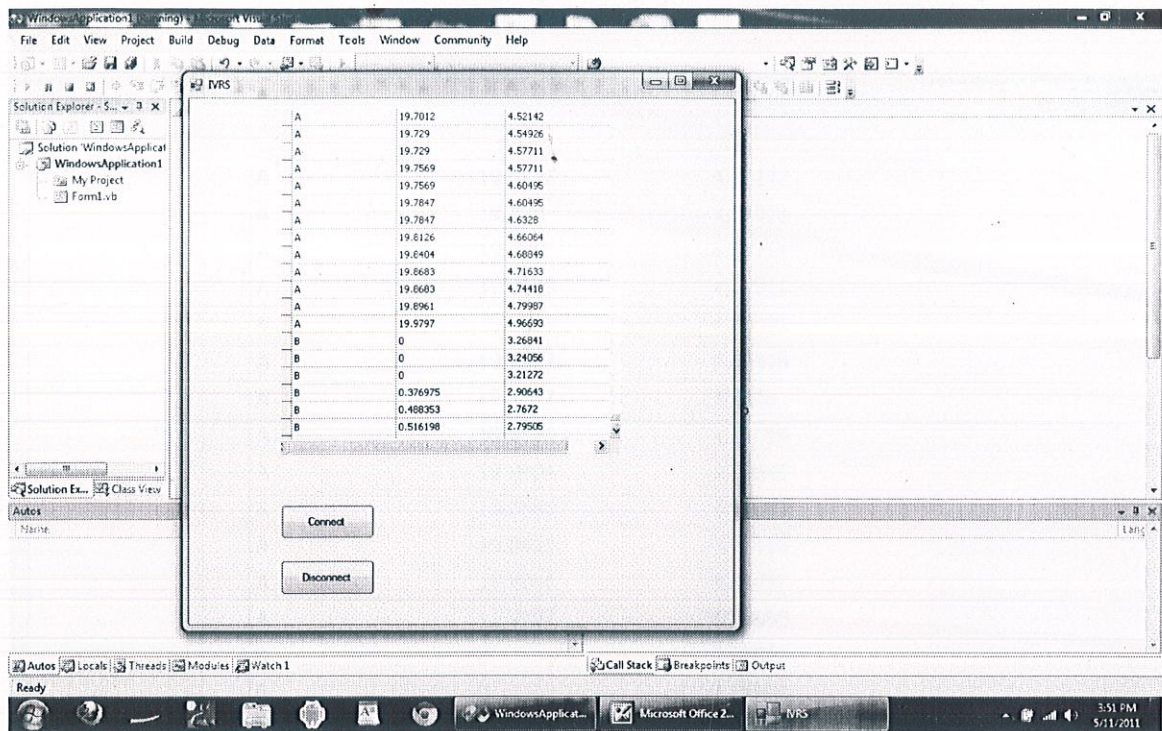 WindowsApplication1 (Running) - Microsoft Visual
File Edit View Project Build Debug Data Format Tools Window Community Help
IVRS
Solution Explorer - S...
Solution 'WindowsApplicat
WindowsApplication1
My Project
Form1.vb
A 19.7012 4.52142
A 19.729 4.54926
A 19.729 4.57711
A 19.7569 4.57711
A 19.7569 4.60495
A 19.7847 4.60495
A 19.7847 4.6328
A 19.8126 4.66064
A 19.8404 4.68849
A 19.8683 4.71633
A 19.8683 4.74418
A 19.8961 4.79987
A 19.9797 4.96693
B 0 3.26841
B 0 3.24056
B 0 3.21272
B 0.376975 2.90643
B 0.488353 2.7672
B 0.516198 2.79505
Solution Ex... Class View
Autos
Name Lang
Connect
Disconnect
Autos Locals Threads Modules Watch 1
Call Stack Breakpoints Output
Ready
WindowsApplicat... Microsoft Office 2... IVRS
3:51 PM
5/11/2011